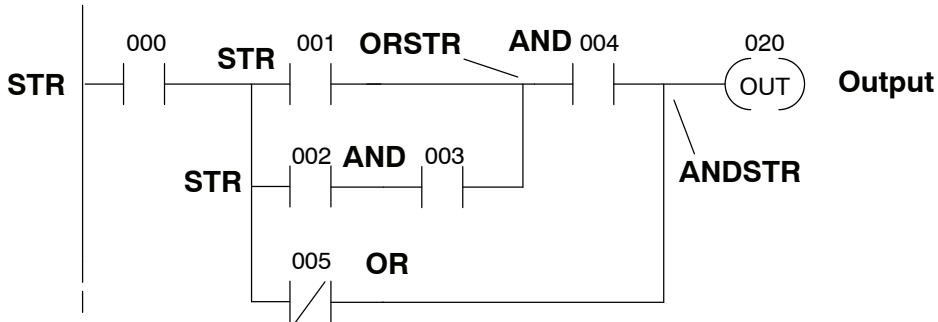 000 STR 001 ORSTR AND 004 020
STR OUT Output
002 AND 003
STR ANDSTR
005 OR